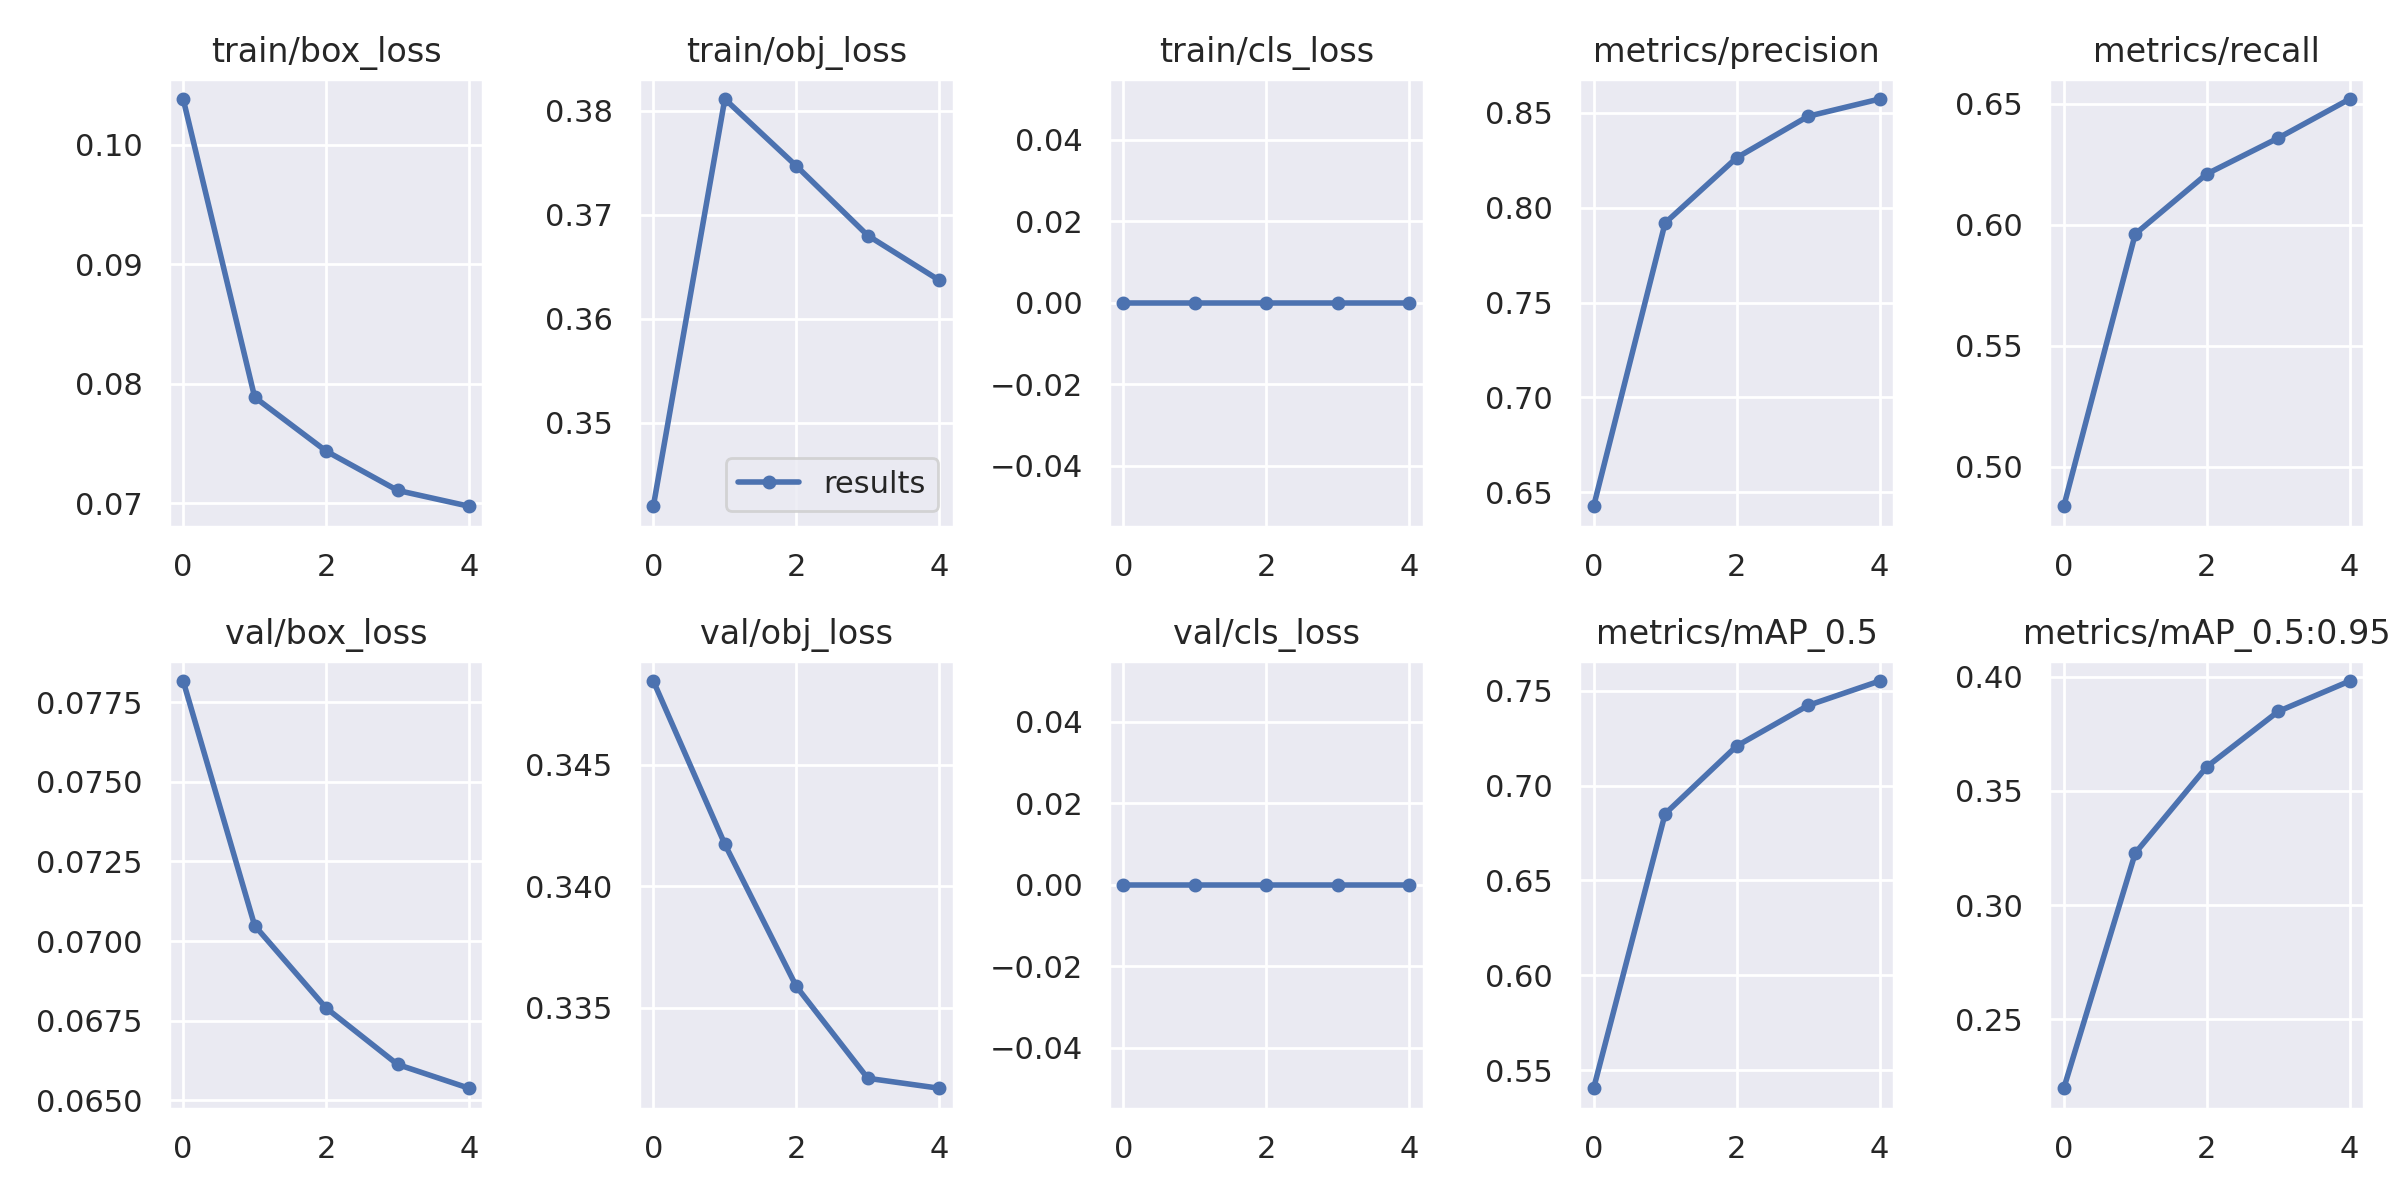 train/box_loss
0.10
0.09
0.08
0.07
0 2 4
train/obj_loss
0.38
0.37
0.36
0.35
results
0 2 4
train/cls_loss
0.04
0.02
0.00
−0.02
−0.04
0 2 4
metrics/precision
0.85
0.80
0.75
0.70
0.65
0 2 4
metrics/recall
0.65
0.60
0.55
0.50
0 2 4
val/box_loss
0.0775
0.0750
0.0725
0.0700
0.0675
0.0650
0 2 4
val/obj_loss
0.345
0.340
0.335
0 2 4
val/cls_loss
0.04
0.02
0.00
−0.02
−0.04
0 2 4
metrics/mAP_0.5
0.75
0.70
0.65
0.60
0.55
0 2 4
metrics/mAP_0.5:0.95
0.40
0.35
0.30
0.25
0 2 4